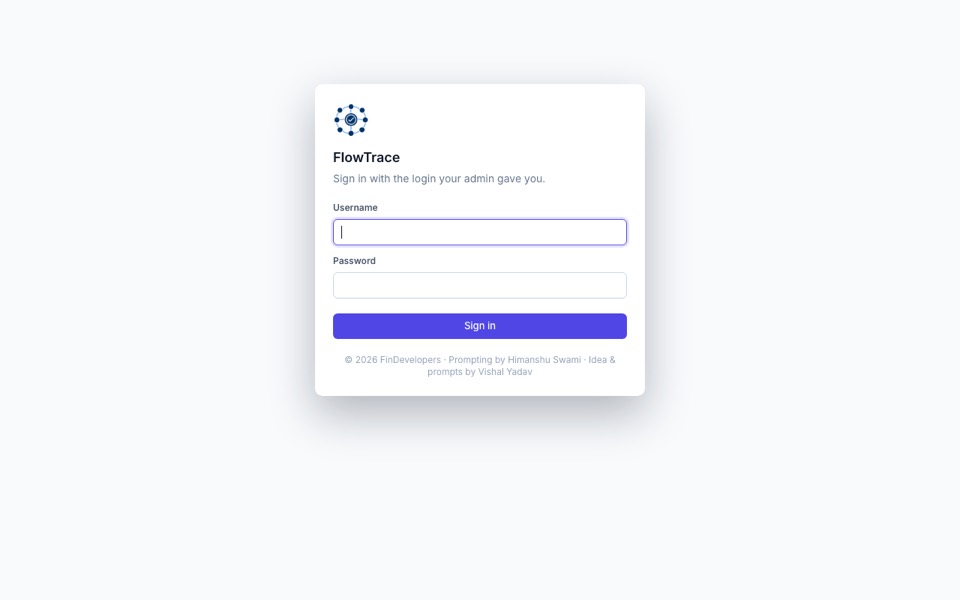 FlowTrace
Sign in with the login your admin gave you.
Username
Password
Sign in
© 2026 FinDevelopers · Prompting by Himanshu Swami · Idea &
prompts by Vishal Yadav